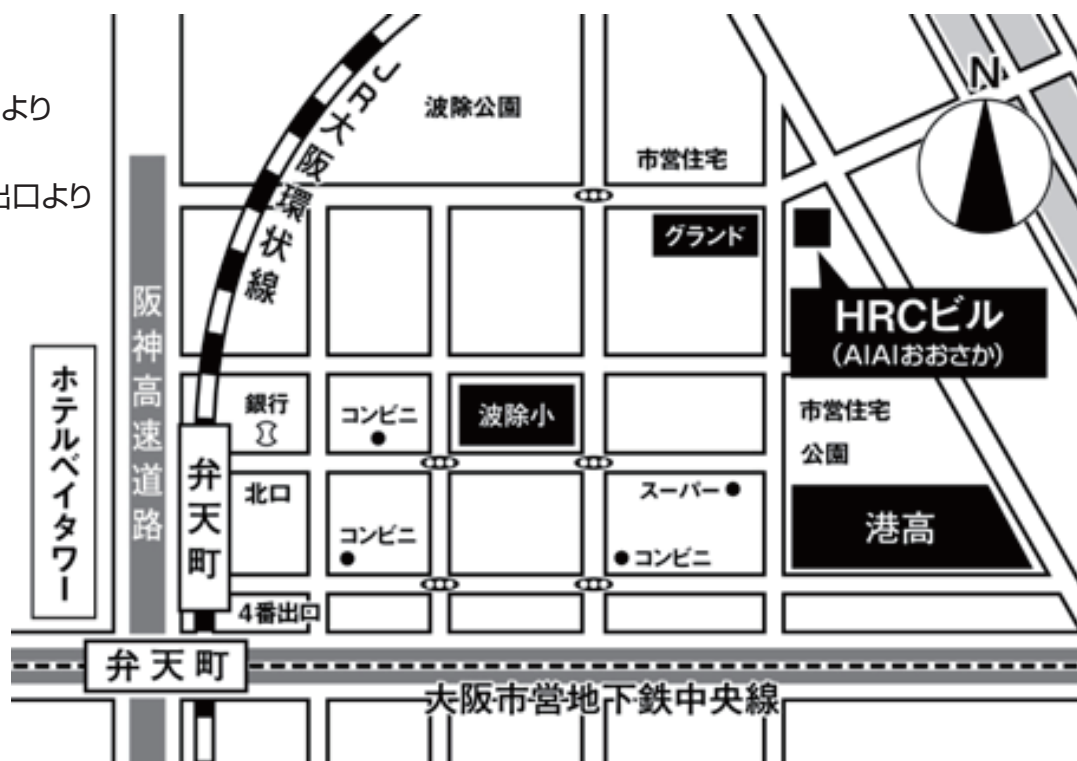 より
出口より
N
JR大阪環状線
波除公園
市営住宅
グランド
HRCビル
(AIAIおおさか)
阪神高速道路
ホテルベイタワー
銀行
コンビニ
波除小
市営住宅
公園
弁天町
北口
スーパー
コンビニ
コンビニ
港高
4番出口
弁天町
大阪市営地下鉄中央線